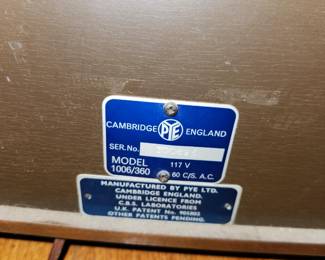 CAMBRIDGE PYE ENGLAND
SER.No.
MODEL 117 V
1006/360 60 C/S. A.C.
MANUFACTURED BY PYE LTD.
CAMBRIDGE ENGLAND.
UNDER LICENCE FROM
C.B.S. LABORATORIES
U.K. PATENT No. 905803
OTHER PATENTS PENDING.